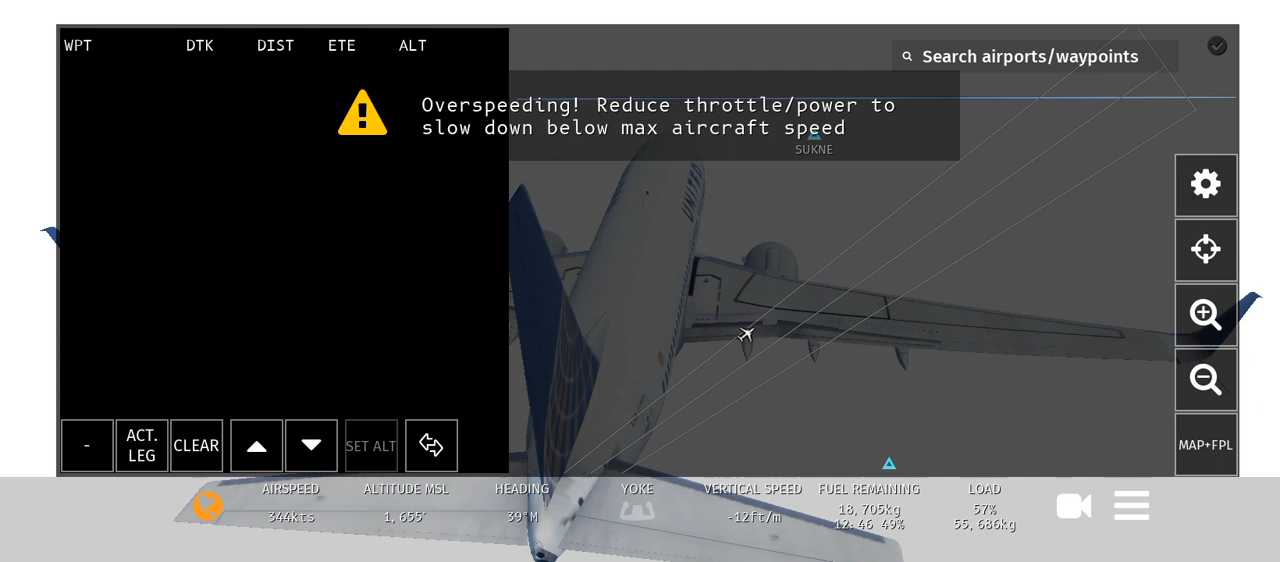 WPT DTK DIST ETE ALT
Search airports/waypoints
Overspeeding! Reduce throttle/power to
slow down below max aircraft speed
SUKNE
UNITED
-
ACT.
LEG
CLEAR
SET ALT
MAP+FPL
AIRSPEED ALTITUDE MSL HEADING YOKE VERTICAL SPEED FUEL REMAINING LOAD
344kts 1,655' 39°M -12ft/m 18,705kg 57%
12:46 49% 55,686kg